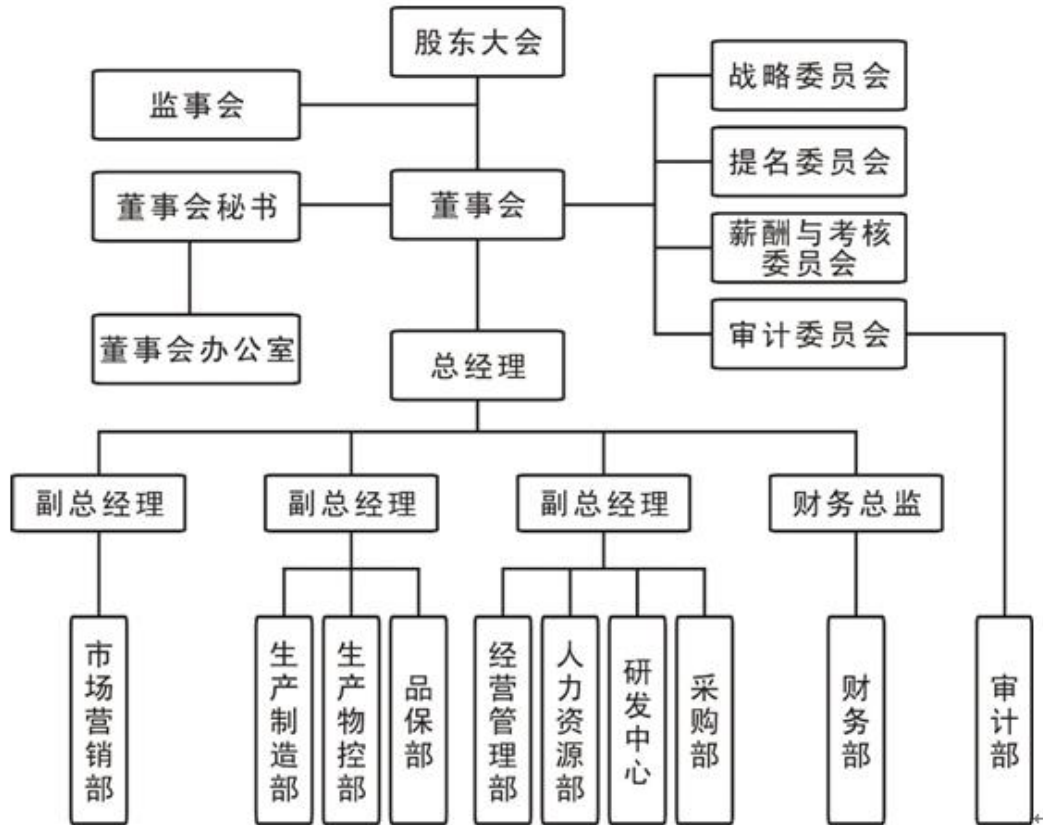 股东大会
监事会
战略委员会
提名委员会
董事会秘书
董事会
薪酬与考核
委员会
董事会办公室
总经理
审计委员会
副总经理
副总经理
副总经理
财务总监
市场营销部
生产制造部
生产物控部
品保部
经营管理部
人力资源部
研发中心
采购部
财务部
审计部